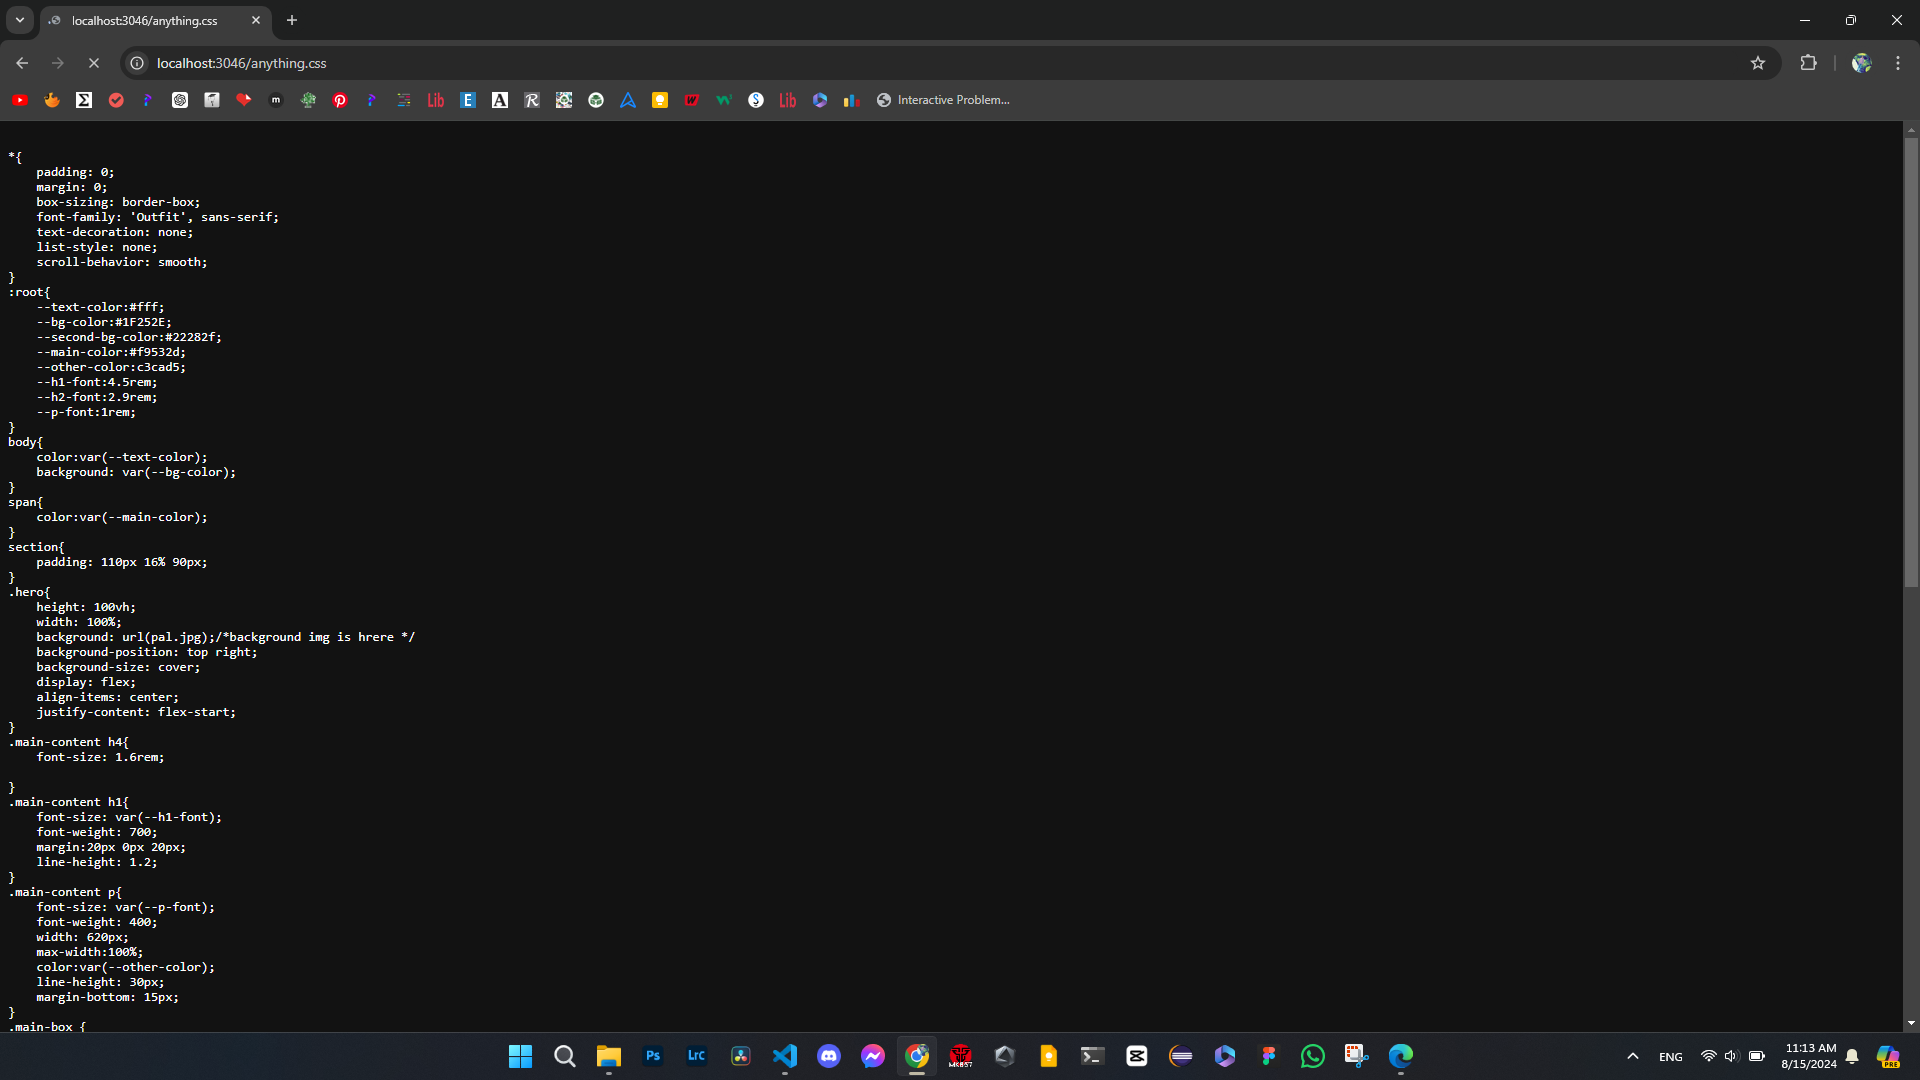 localhost:3046/anything.css
localhost:3046/anything.css
Lib
Lib
Interactive Problem...
*{
    padding: 0;
    margin: 0;
    box-sizing: border-box;
    font-family: 'Outfit', sans-serif;
    text-decoration: none;
    list-style: none;
    scroll-behavior: smooth;
}
:root{
    --text-color:#fff;
    --bg-color:#1F252E;
    --second-bg-color:#22282f;
    --main-color:#f9532d;
    --other-color:c3cad5;
    --h1-font:4.5rem;
    --h2-font:2.9rem;
    --p-font:1rem;
}
body{
    color:var(--text-color);
    background: var(--bg-color);
}
span{
    color:var(--main-color);
}
section{
    padding: 110px 16% 90px;
}
.hero{
    height: 100vh;
    width: 100%;
    background: url(pal.jpg);/*background img is hrere */
    background-position: top right;
    background-size: cover;
    display: flex;
    align-items: center;
    justify-content: flex-start;
}
.main-content h4{
    font-size: 1.6rem;

}
.main-content h1{
    font-size: var(--h1-font);
    font-weight: 700;
    margin:20px 0px 20px;
    line-height: 1.2;
}
.main-content p{
    font-size: var(--p-font);
    font-weight: 400;
    width: 620px;
    max-width:100%;
    color:var(--other-color);
    line-height: 30px;
    margin-bottom: 15px;
}
.main-box {
Ps
Lrc
ENG
11:13 AM
8/15/2024
PRE